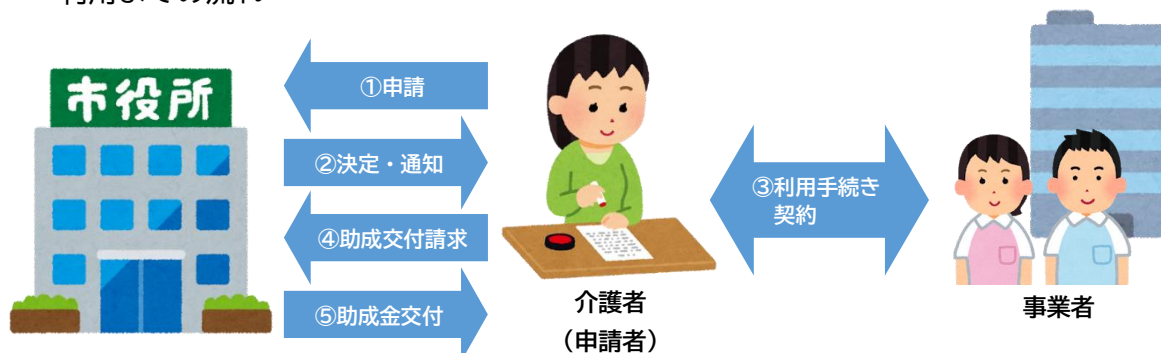 市役所
①申請
②決定・通知
④助成交付請求
⑤助成金交付
③利用手続き
契約
介護者
（申請者）
事業者